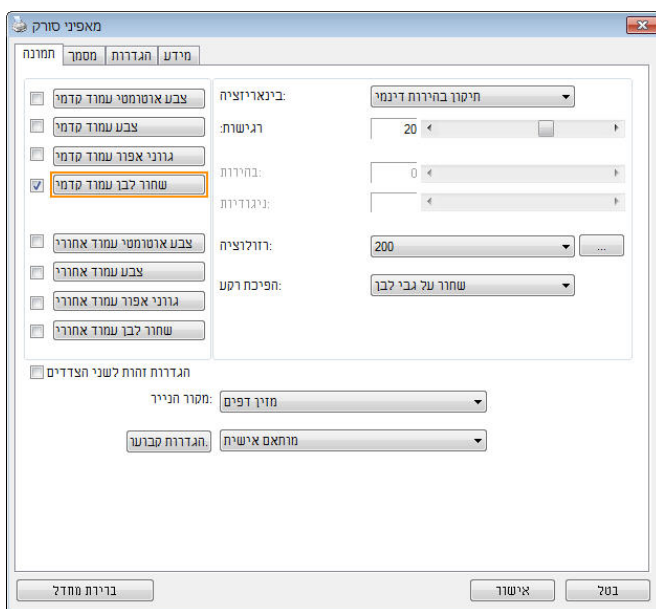 מאפיני סורק
תמונה מסמך הגדרות מידע
צבע אוטומטי עמוד קדמי
צבע עמוד קדמי
גווני אפור עמוד קדמי
שחור לבן עמוד קדמי
צבע אוטומטי עמוד אחורי
צבע עמוד אחורי
גווני אפור עמוד אחורי
שחור לבן עמוד אחורי
בינאריזציה: תיקון בהירות דינמי
רגישות: 20
בהירות: 0
ניגודיות:
רזולוציה: 200 ...
הפיכת רקע: שחור על גבי לבן
הגדרות זהות לשני הצדדים
מקור הנייר: מזין דפים
הגדרות קבוער. מותאם אישית
ברירת מחדל אישור בטל